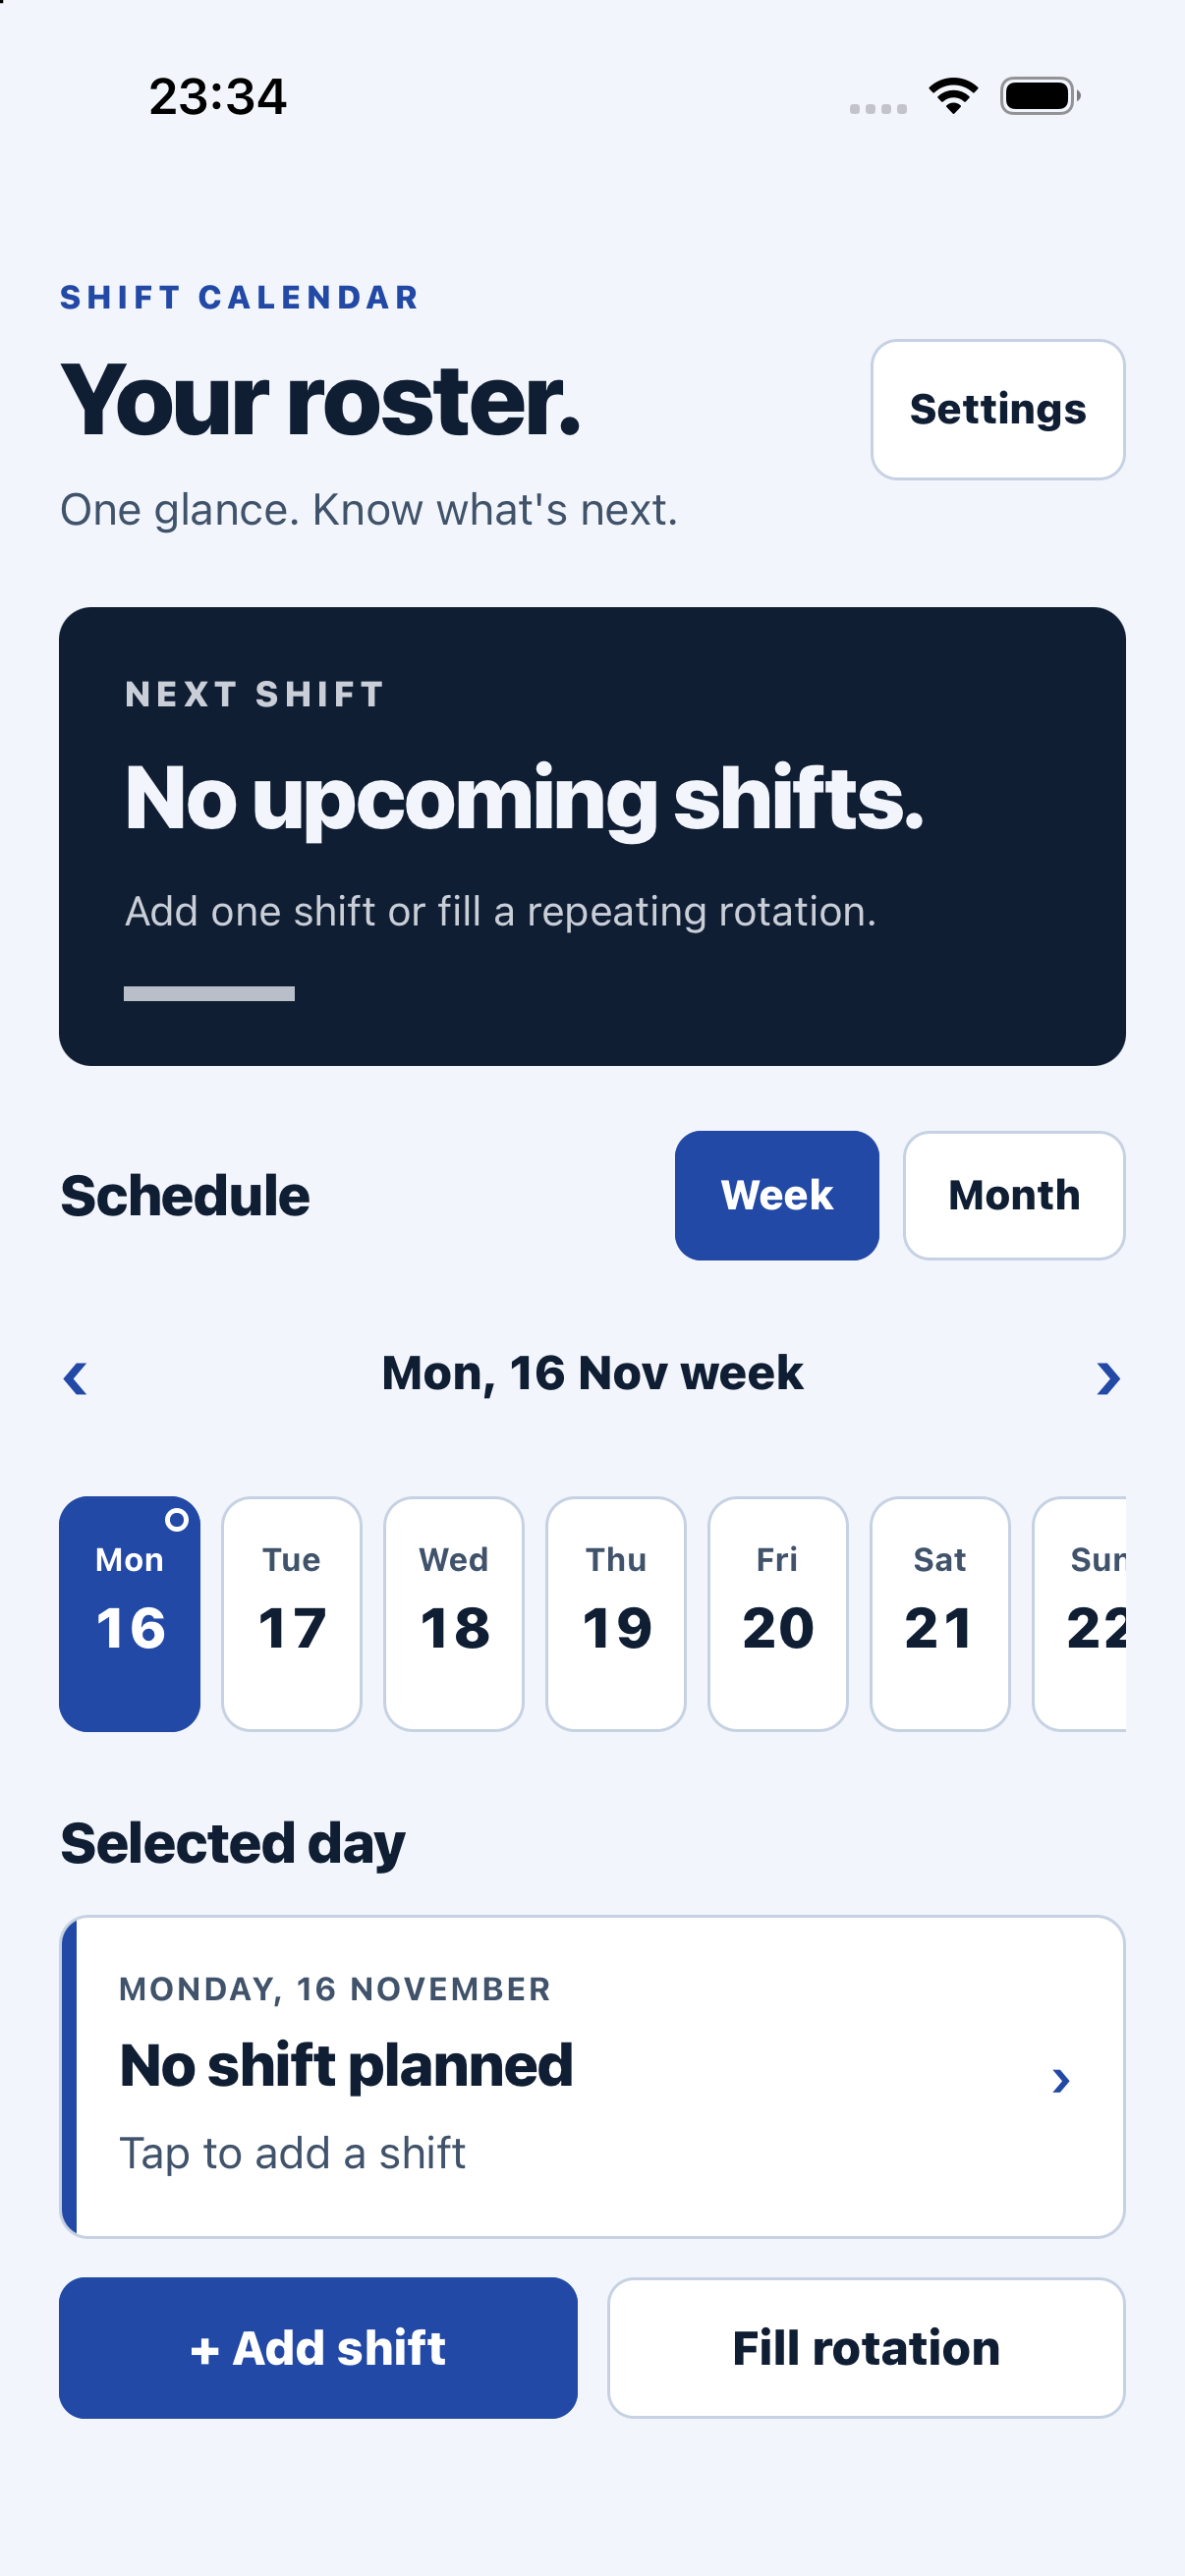 23:34
SHIFT CALENDAR
Your roster.
Settings
One glance. Know what's next.
NEXT SHIFT
No upcoming shifts.
Add one shift or fill a repeating rotation.
Schedule
Week
Month
‹ Mon, 16 Nov week ›
Mon Tue Wed Thu Fri Sat Sun
16 17 18 19 20 21 22
Selected day
MONDAY, 16 NOVEMBER
No shift planned
›
Tap to add a shift
+ Add shift
Fill rotation